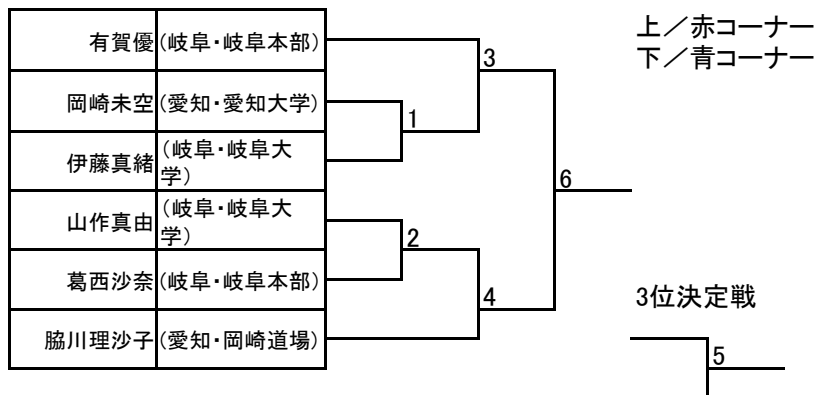 有賀優(岐阜・岐阜本部)
岡崎未空(愛知・愛知大学)
伊藤真緒(岐阜・岐阜大
学)
山作真由(岐阜・岐阜大
学)
葛西沙奈(岐阜・岐阜本部)
脇川理沙子(愛知・岡崎道場)
1
2
3
4
6
上／赤コーナー
下／青コーナー
3位決定戦
5